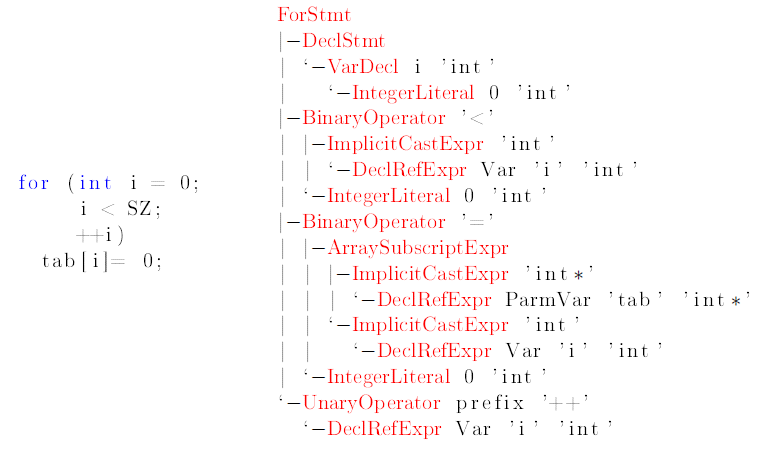 for (int i = 0;
     i < SZ;
     ++i)
  tab[i]= 0;
ForStmt
|-DeclStmt
| `-VarDecl i 'int'
|   `-IntegerLiteral 0 'int'
|-BinaryOperator '<'
| |-ImplicitCastExpr 'int'
| | `-DeclRefExpr Var 'i' 'int'
| `-IntegerLiteral 0 'int'
|-BinaryOperator '='
| |-ArraySubscriptExpr
| | |-ImplicitCastExpr 'int*'
| | | `-DeclRefExpr ParmVar 'tab' 'int*'
| | `-ImplicitCastExpr 'int'
| |   `-DeclRefExpr Var 'i' 'int'
| `-IntegerLiteral 0 'int'
`-UnaryOperator prefix '++'
  `-DeclRefExpr Var 'i' 'int'